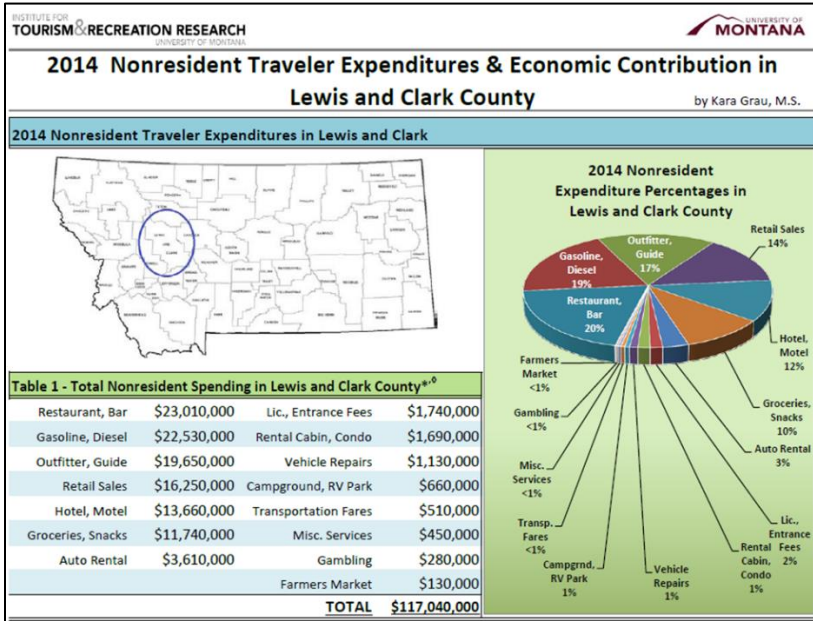 INSTITUTE FOR
TOURISM&RECREATION RESEARCH
UNIVERSITY OF MONTANA
UNIVERSITY OF
MONTANA
2014 Nonresident Traveler Expenditures & Economic Contribution in
Lewis and Clark County
by Kara Grau, M.S.
2014 Nonresident Traveler Expenditures in Lewis and Clark
2014 Nonresident
Expenditure Percentages in
Lewis and Clark County
Outfitter,
Guide
17%
Retail Sales
14%
Gasoline,
Diesel
19%
Restaurant,
Bar
20%
Hotel,
Motel
12%
Farmers
Market
<1%
Groceries,
Snacks
10%
Gambling
<1%
Auto Rental
3%
Misc.
Services
<1%
Transp.
Fares
<1%
Lic.,
Entrance
Fees
2%
Campgrnd,
RV Park
1%
Vehicle
Repairs
1%
Rental
Cabin,
Condo
1%
Table 1 - Total Nonresident Spending in Lewis and Clark County*,◊
Restaurant, Bar $23,010,000 Lic., Entrance Fees $1,740,000
Gasoline, Diesel $22,530,000 Rental Cabin, Condo $1,690,000
Outfitter, Guide $19,650,000 Vehicle Repairs $1,130,000
Retail Sales $16,250,000 Campground, RV Park $660,000
Hotel, Motel $13,660,000 Transportation Fares $510,000
Groceries, Snacks $11,740,000 Misc. Services $450,000
Auto Rental $3,610,000 Gambling $280,000
Farmers Market $130,000
TOTAL $117,040,000